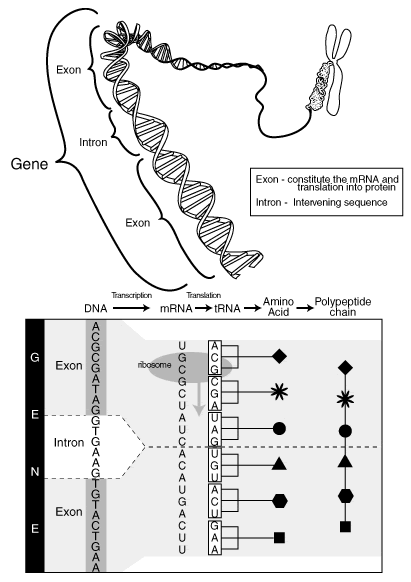 Exon
Intron
Gene
Exon
Exon - constitute the mRNA and
translation into protein
Intron - Intervening sequence
Transcription
Translation
DNA
mRNA
tRNA
Amino
Acid
Polypeptide
chain
G
E
N
E
Exon
Intron
Exon
A
C
G
C
G
A
T
A
G
G
T
G
A
A
G
T
G
T
A
C
T
G
A
A
ribosome
U
G
C
G
C
U
A
U
C
A
C
A
U
G
A
C
U
U
A
C
G
C
G
A
U
A
G
U
G
U
A
C
U
G
A
A